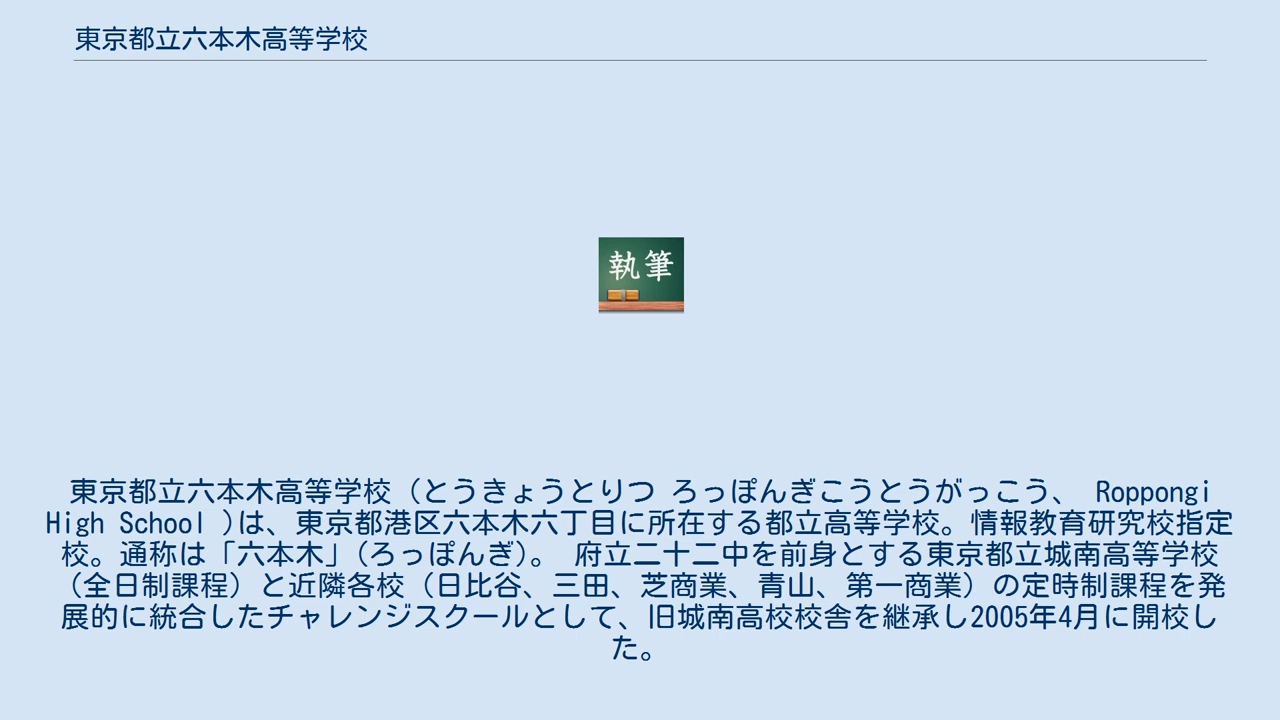 東京都立六本木高等学校
執筆
東京都立六本木高等学校 (とうきょうとりつ ろっぽんぎこうとうがっこう、 Roppongi
High School )は、東京都港区六本木六丁目に所在する都立高等学校。情報教育研究校指定
校。通称は「六本木」(ろっぽんぎ)。 府立二十二中を前身とする東京都立城南高等学校
（全日制課程）と近隣各校（日比谷、三田、芝商業、青山、第一商業）の定時制課程を発
展的に統合したチャレンジスクールとして、旧城南高校校舎を継承し2005年4月に開校し
た。